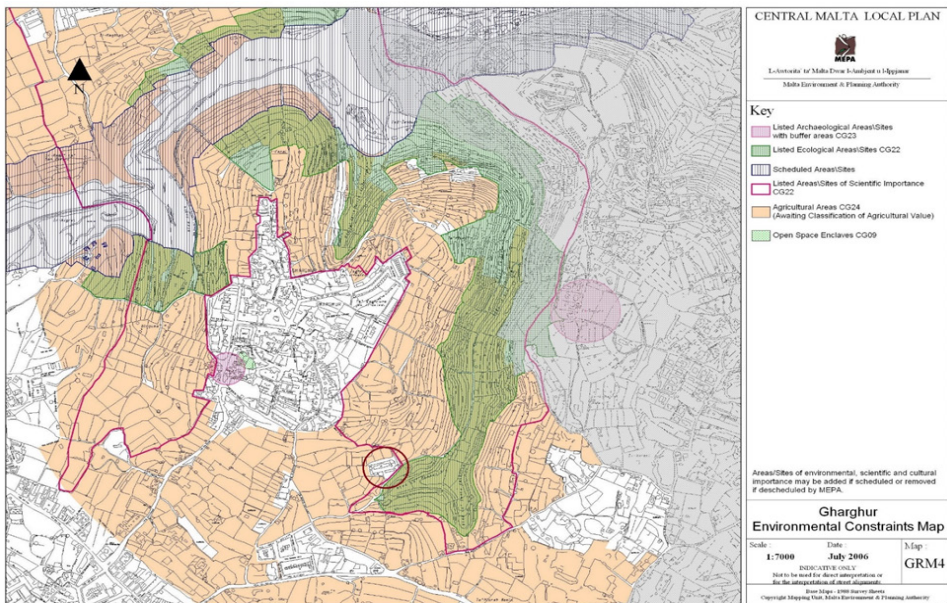 CENTRAL MALTA LOCAL PLAN
MEPA
L-Awtorita' ta' Malta Dwar l-Ambjent u l-Ippjanar
Malta Environment & Planning Authority
Key
Listed Archaeological Areas\Sites
with buffer areas CG23
Listed Ecological Areas\Sites CG22
Scheduled Areas\Sites
Listed Areas\Sites of Scientific Importance
CG22
Agricultural Areas CG24
(Awaiting Classification of Agricultural Value)
Open Space Enclaves CG09
N
Areas/Sites of environmental, scientific and cultural
importance may be added if scheduled or removed
if descheduled by MEPA.
Gharghur
Environmental Constraints Map
Scale :
1:7000
Date :
July 2006
Map :
GRM4
INDICATIVE ONLY
Not to be used for direct interpretation or
for the interpretation of street alignments
Base Maps - 1988 Survey Sheets
Copyright Mapping Unit, Malta Environment & Planning Authority